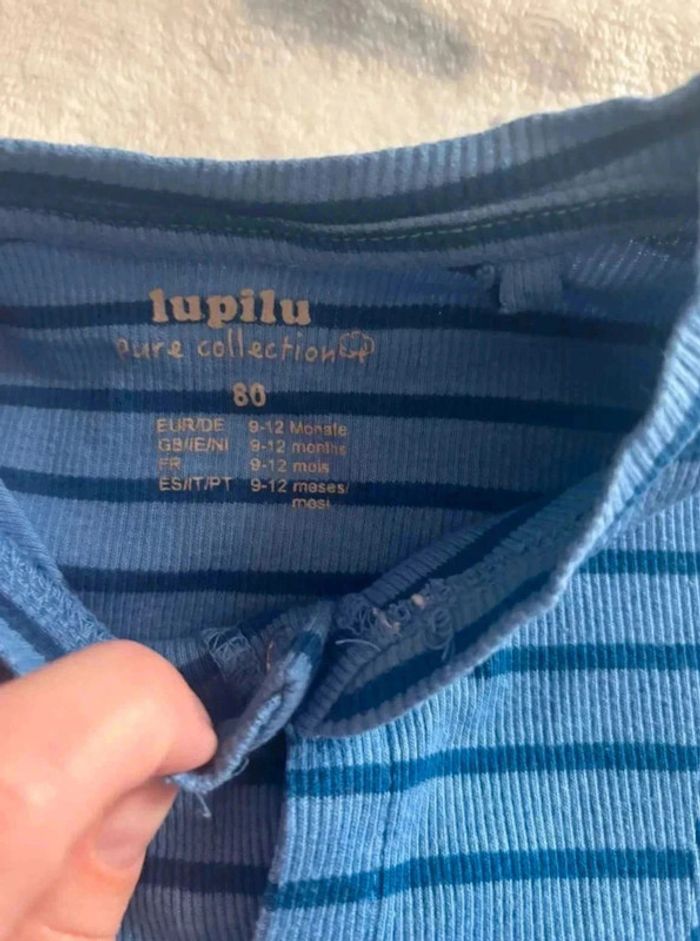 lupilu
pure collection
80
EUR/DE 9-12 Monate
GB/IE/NI 9-12 months
FR 9-12 mois
ES/IT/PT 9-12 meses/
mesi